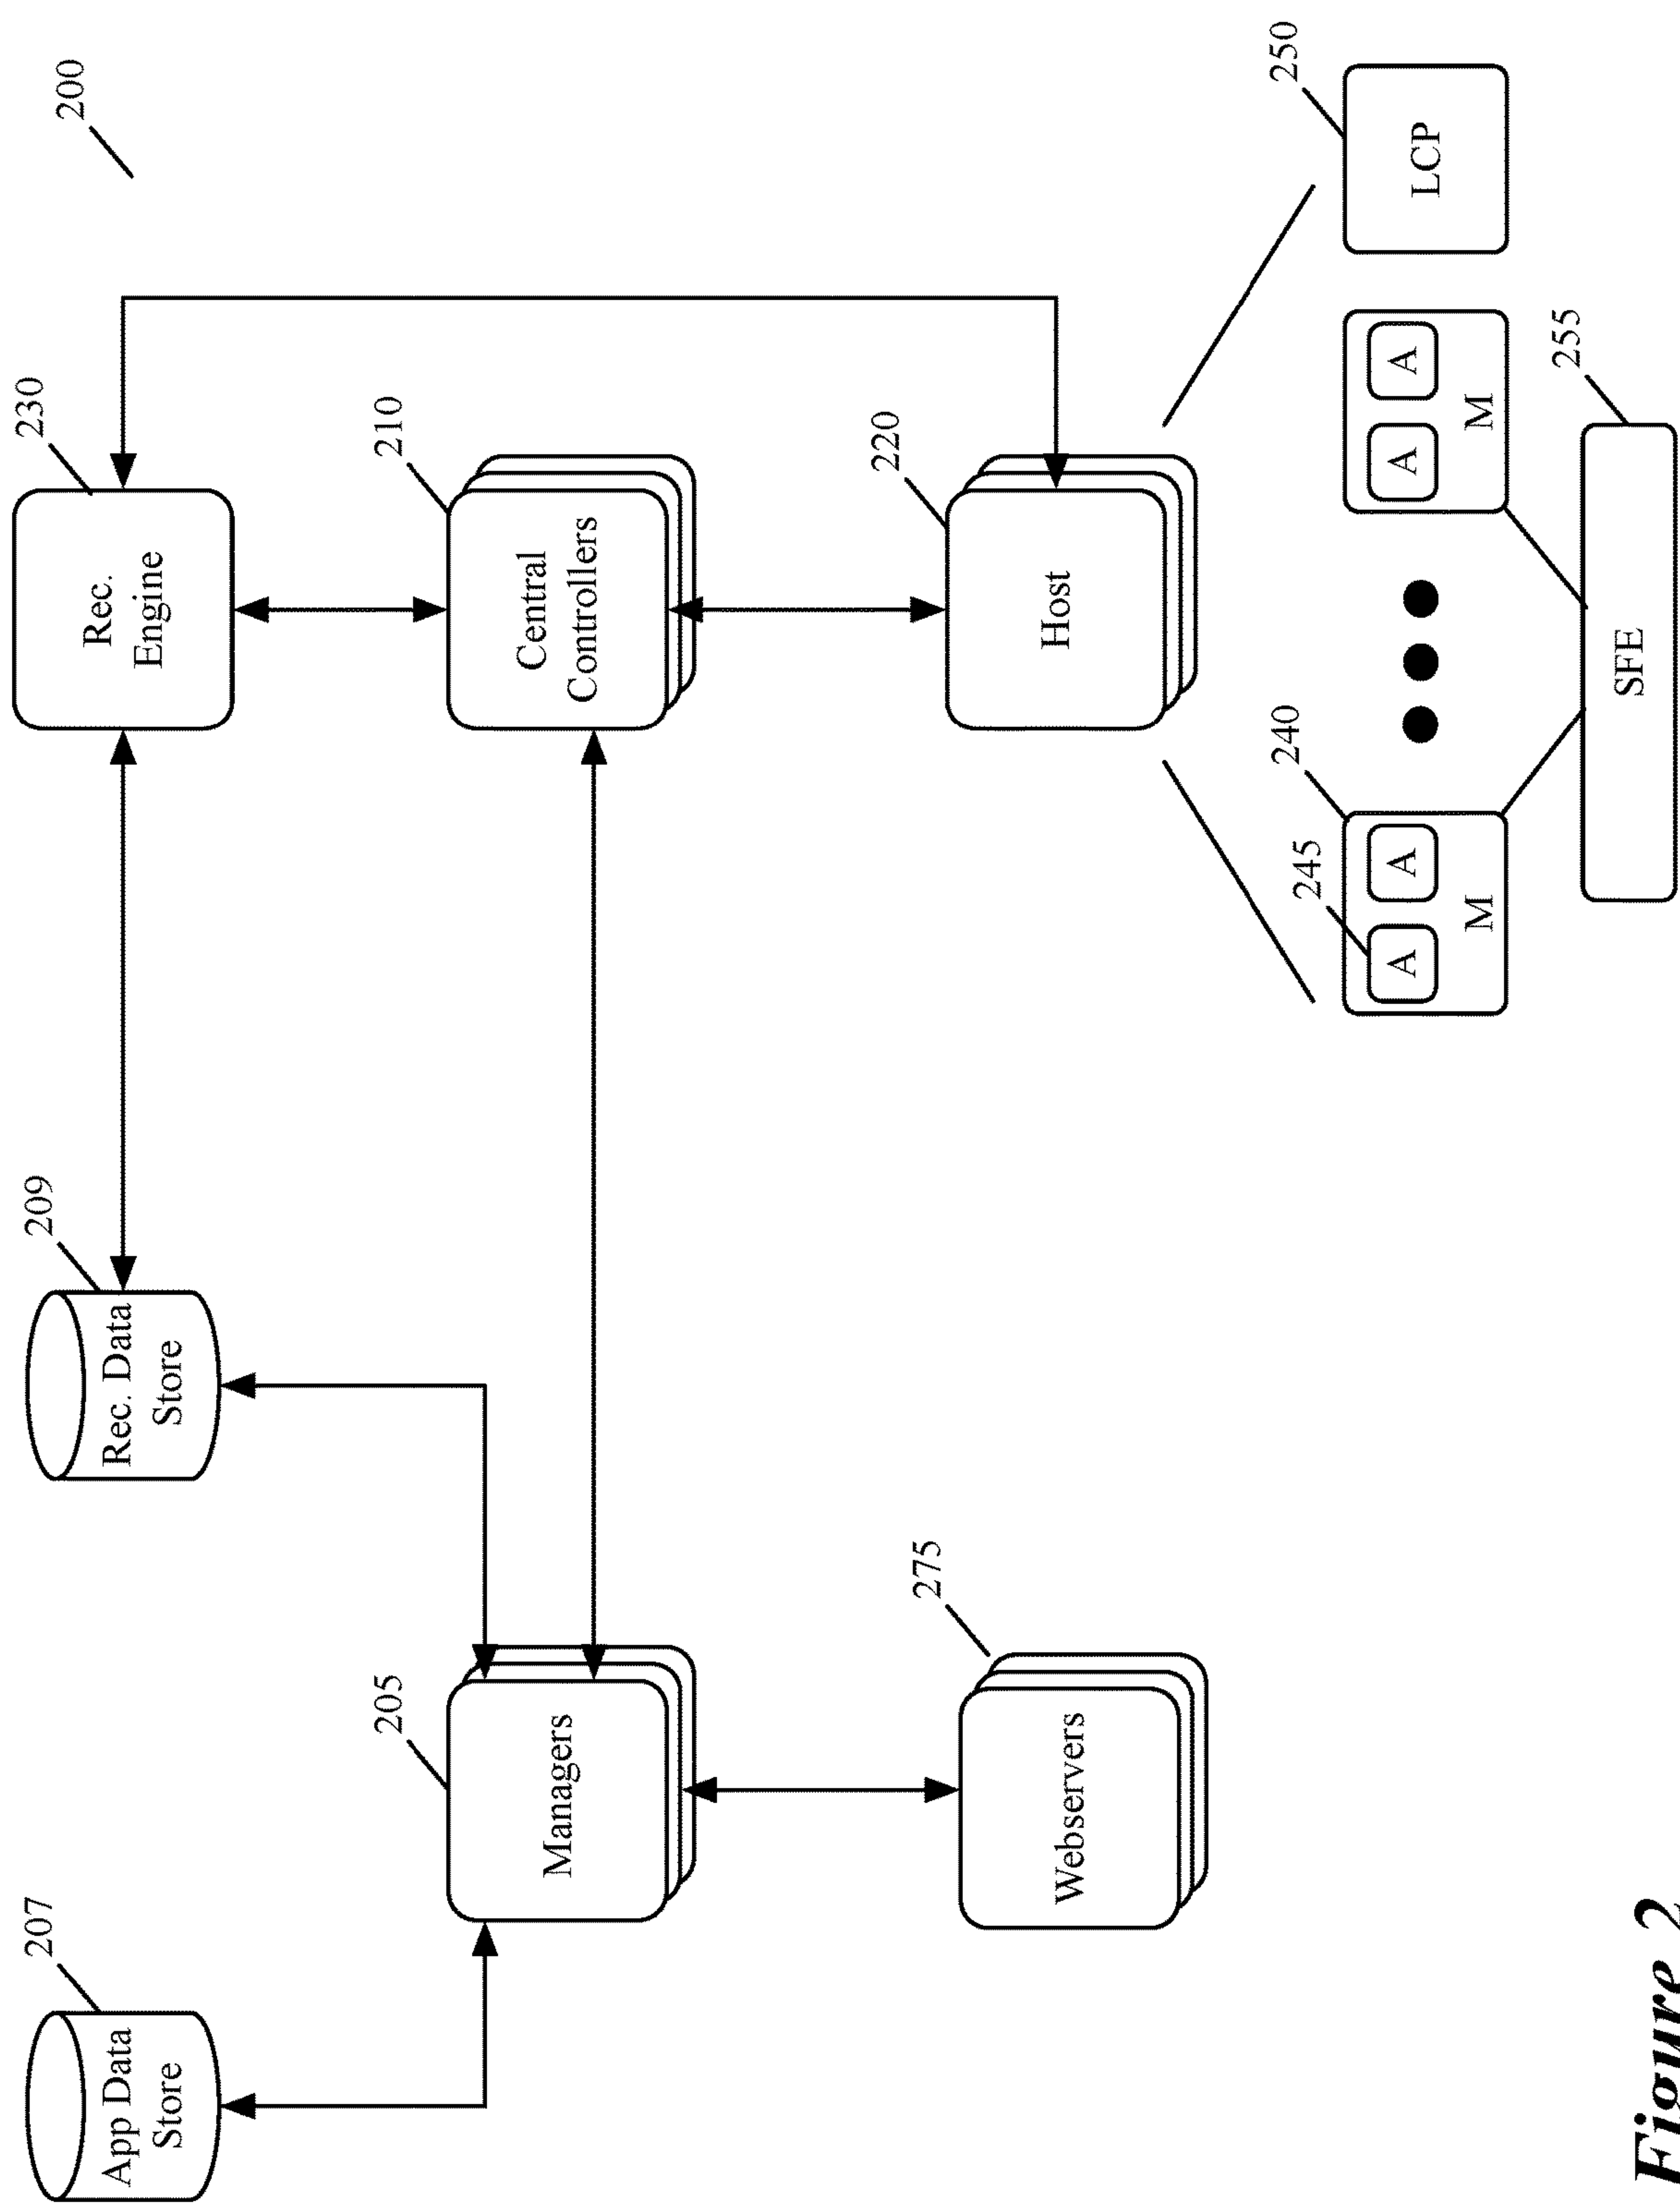 200
207
App Data
Store
209
Rec. Data
Store
230
Rec.
Engine
205
Managers
210
Central
Controllers
275
Webservers
220
Host
240
245
A A
M
A A
M
250
LCP
255
SFE
Figure 2